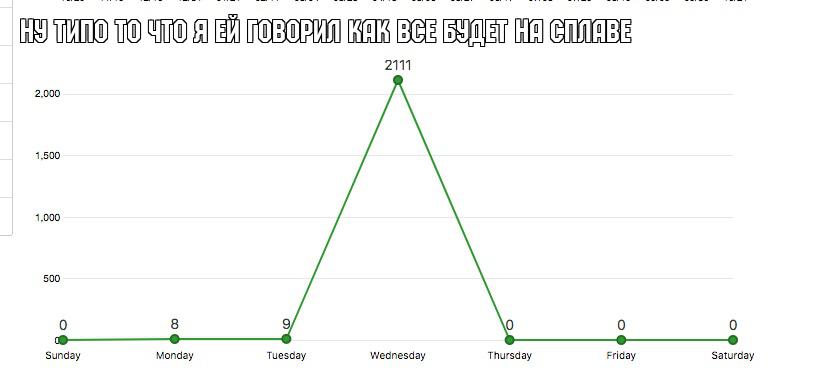 НУ ТИПО ТО ЧТО Я ЕЙ ГОВОРИЛ КАК ВСЕ БУДЕТ НА СПЛАВЕ
2111
2,000
1,500
1,000
500
0 8 9 0 0 0
0
Sunday Monday Tuesday Wednesday Thursday Friday Saturday